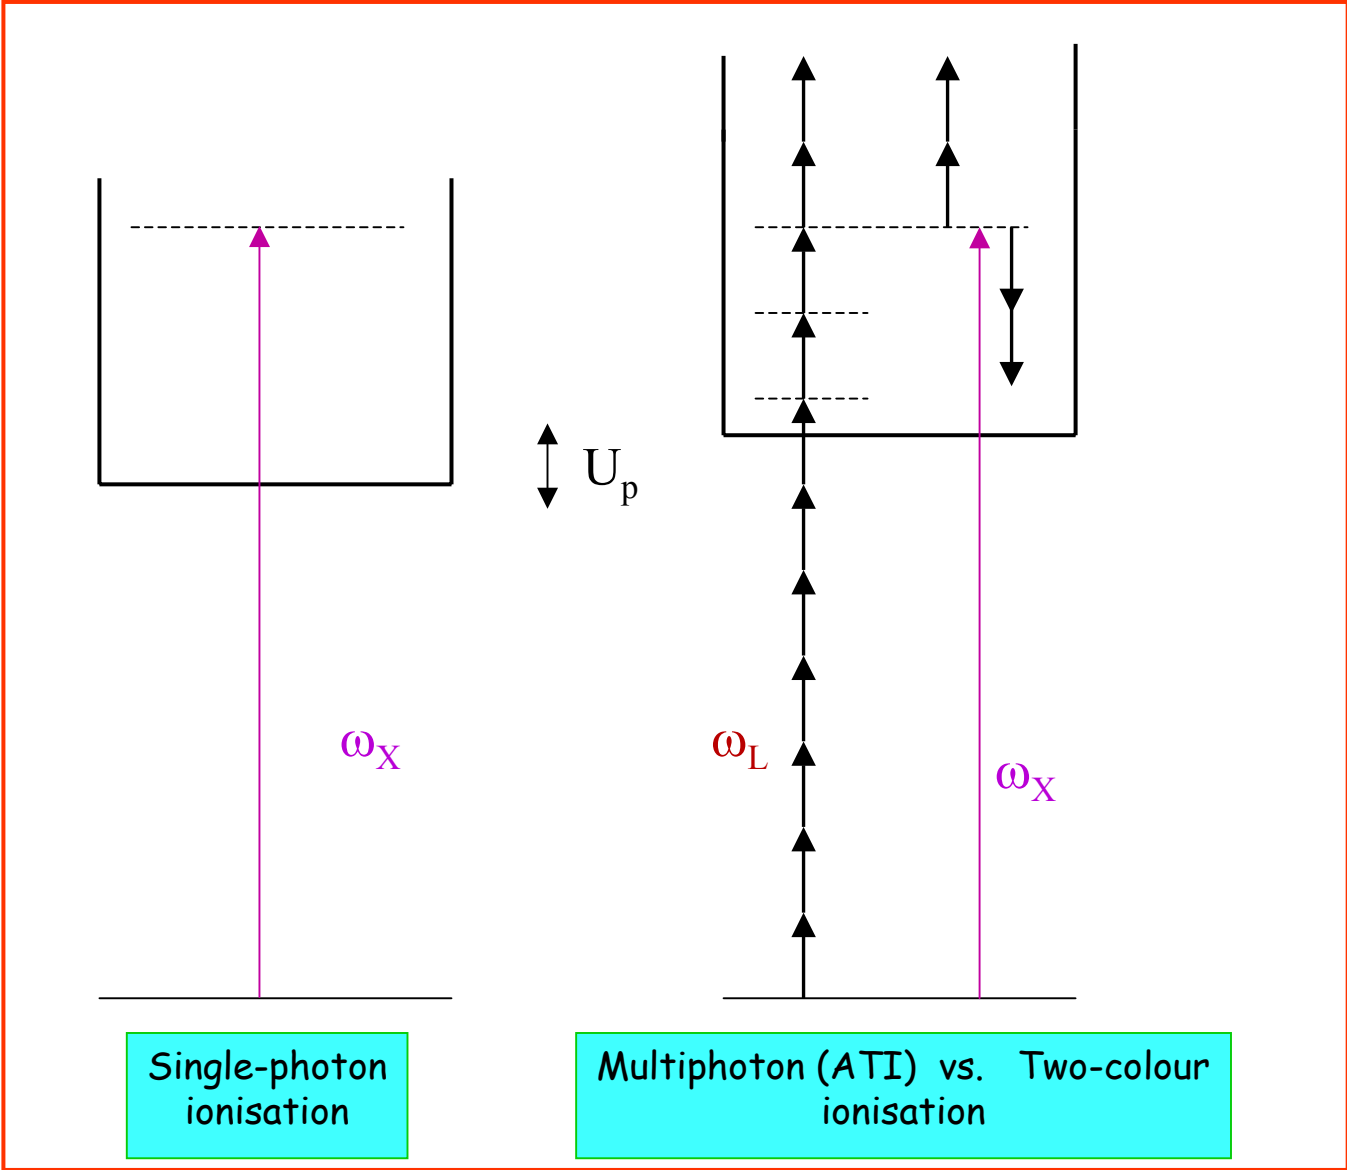 U_p
ω_X
ω_L
ω_X
Single-photon
ionisation
Multiphoton (ATI) vs. Two-colour
ionisation